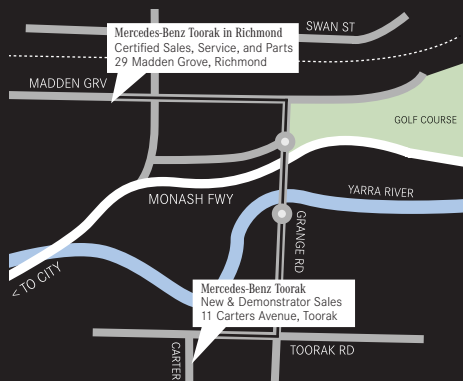 SWAN ST
Mercedes-Benz Toorak in Richmond
Certified Sales, Service, and Parts
29 Madden Grove, Richmond
MADDEN GRV
GOLF COURSE
MONASH FWY
YARRA RIVER
GRANGE RD
< TO CITY
Mercedes-Benz Toorak
New & Demonstrator Sales
11 Carters Avenue, Toorak
TOORAK RD
CARTER